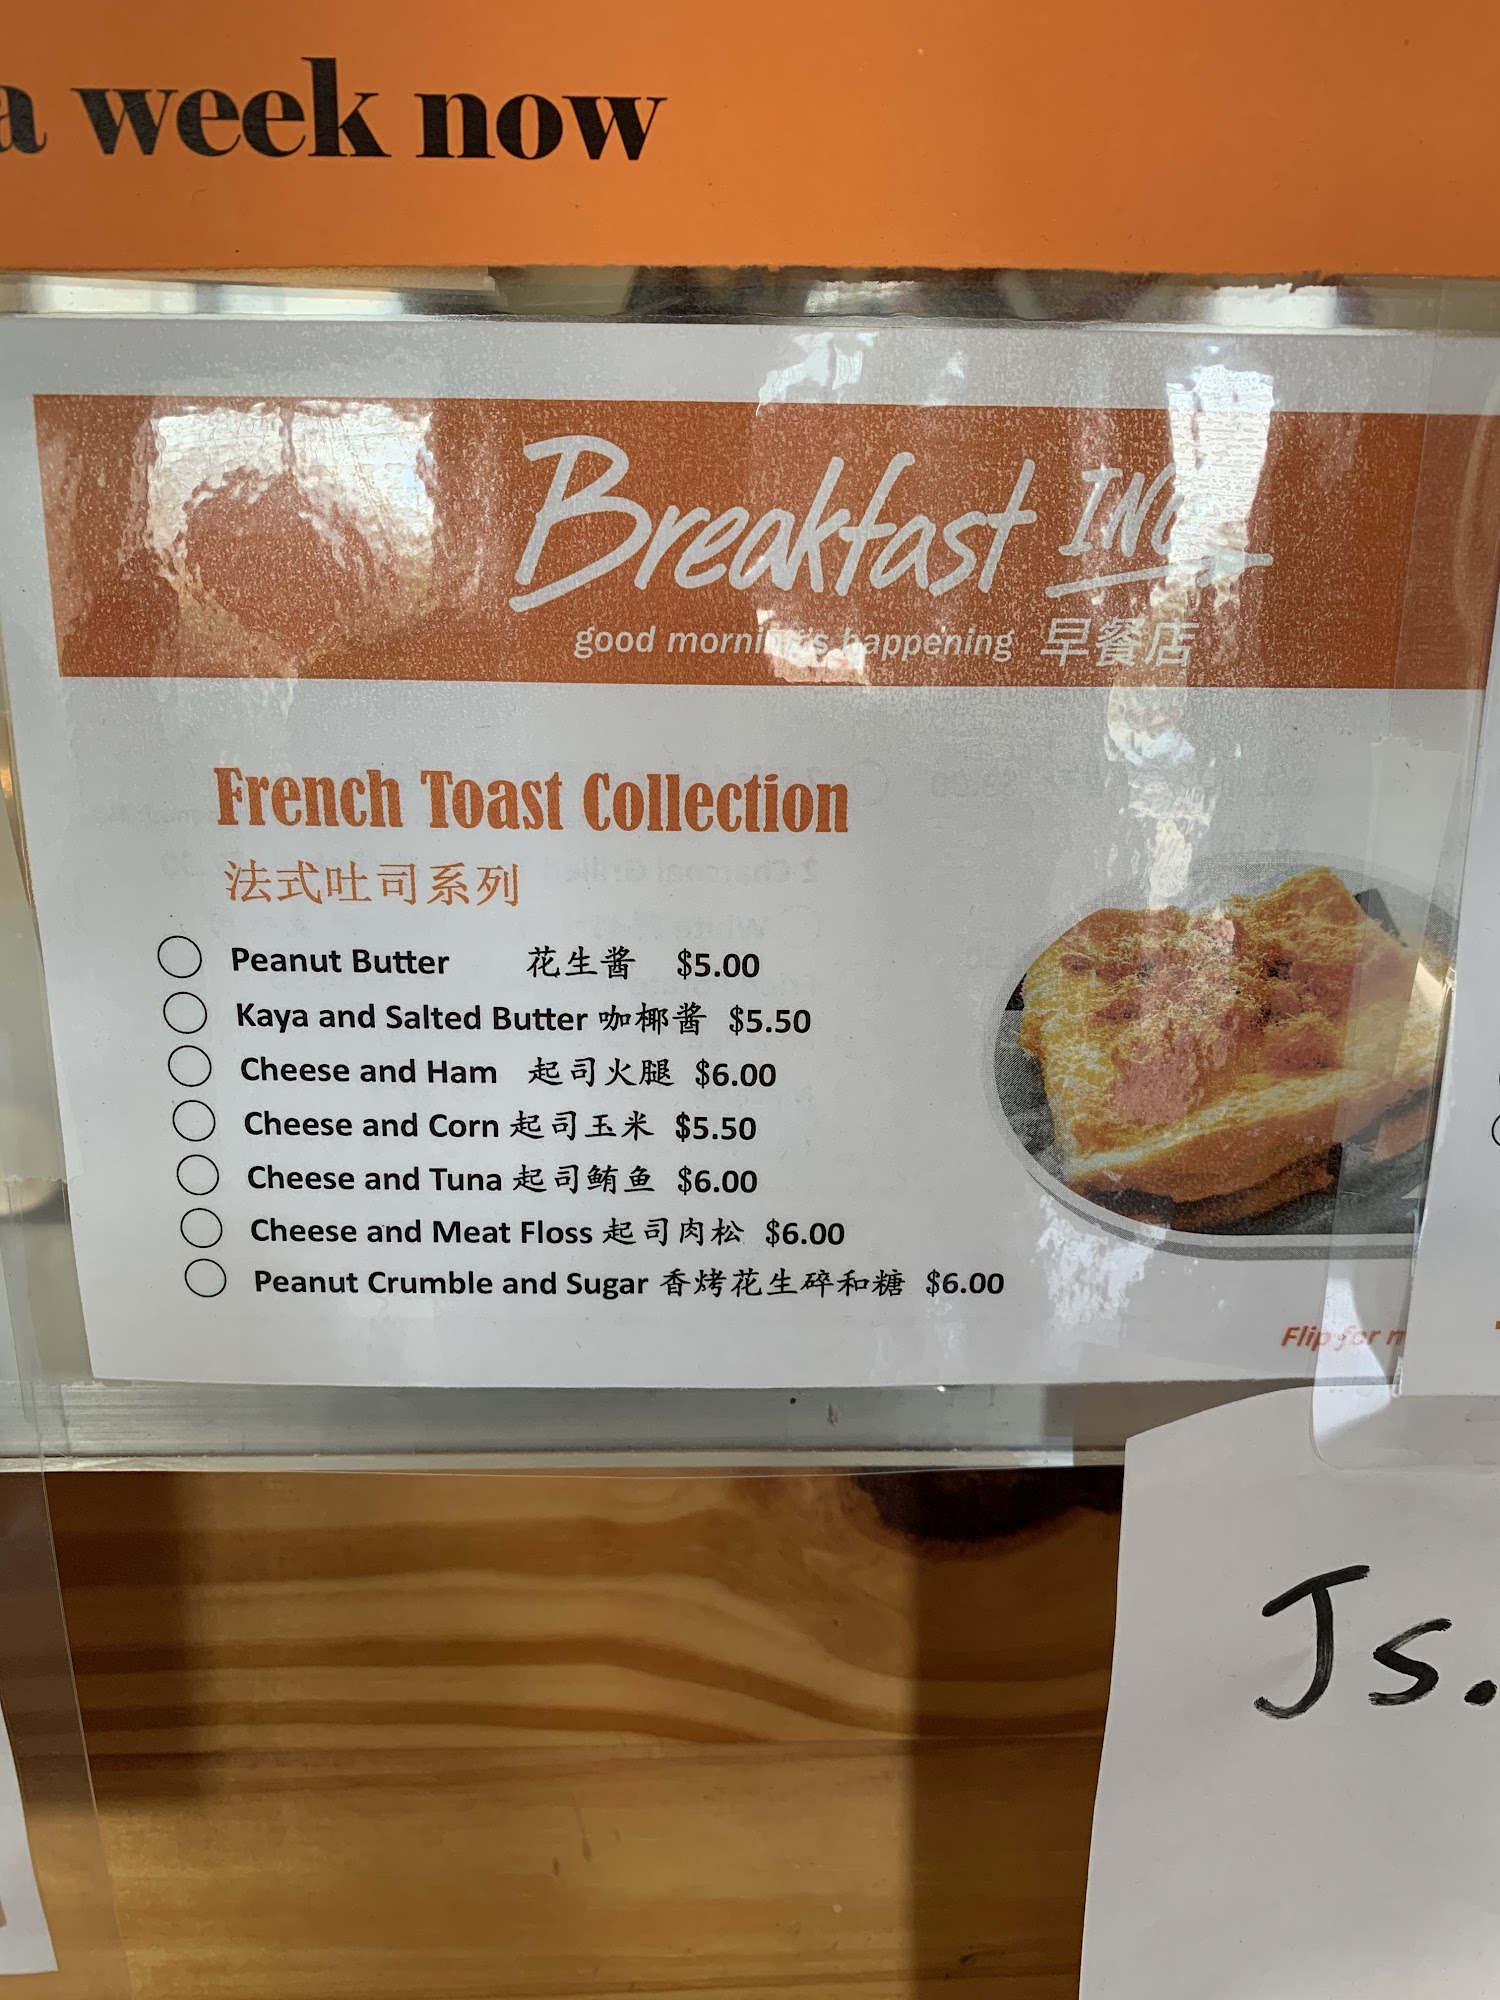 a week now
Breakfast INC
good morning's happening 早餐店
French Toast Collection
法式吐司系列
Peanut Butter 花生酱 $5.00
Kaya and Salted Butter 咖椰酱 $5.50
Cheese and Ham 起司火腿 $6.00
Cheese and Corn 起司玉米 $5.50
Cheese and Tuna 起司鲔鱼 $6.00
Cheese and Meat Floss 起司肉松 $6.00
Peanut Crumble and Sugar 香烤花生碎和糖 $6.00
Flip for
Js.